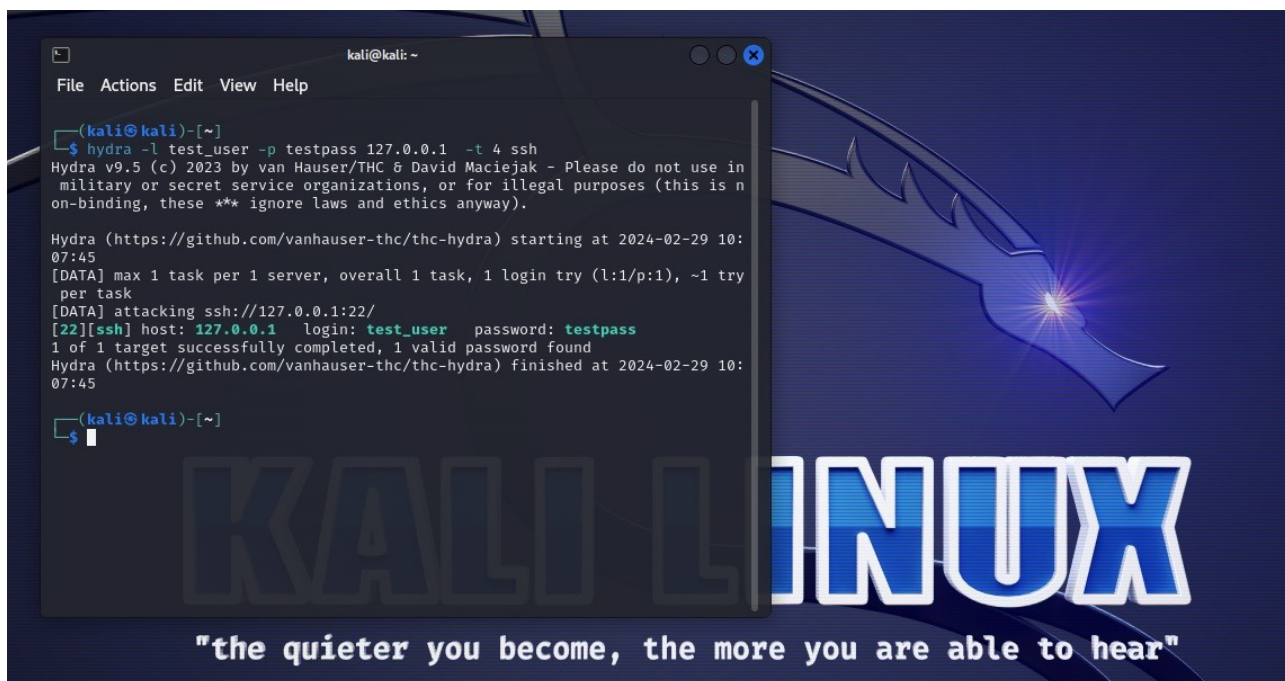 kali@kali: ~
File Actions Edit View Help
┌──(kali㉿kali)-[~]
└─$ hydra -l test_user -p testpass 127.0.0.1  -t 4 ssh
Hydra v9.5 (c) 2023 by van Hauser/THC & David Maciejak - Please do not use in
 military or secret service organizations, or for illegal purposes (this is n
on-binding, these *** ignore laws and ethics anyway).
Hydra (https://github.com/vanhauser-thc/thc-hydra) starting at 2024-02-29 10:
07:45
[DATA] max 1 task per 1 server, overall 1 task, 1 login try (l:1/p:1), ~1 try
 per task
[DATA] attacking ssh://127.0.0.1:22/
[22][ssh] host: 127.0.0.1   login: test_user   password: testpass
1 of 1 target successfully completed, 1 valid password found
Hydra (https://github.com/vanhauser-thc/thc-hydra) finished at 2024-02-29 10:
07:45
┌──(kali㉿kali)-[~]
└─$
KALI LINUX
"the quieter you become, the more you are able to hear"